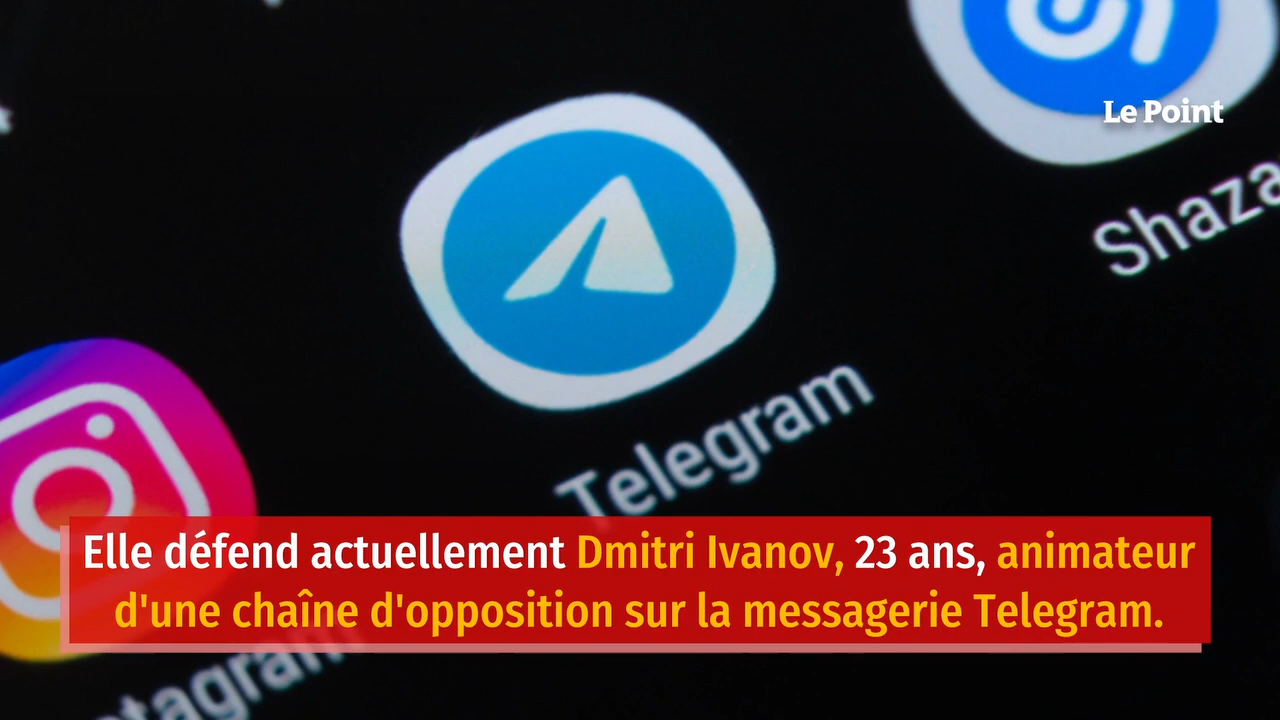 Le Point
Shaza
Telegram
Elle défend actuellement Dmitri Ivanov, 23 ans, animateur
d'une chaîne d'opposition sur la messagerie Telegram.
tagram